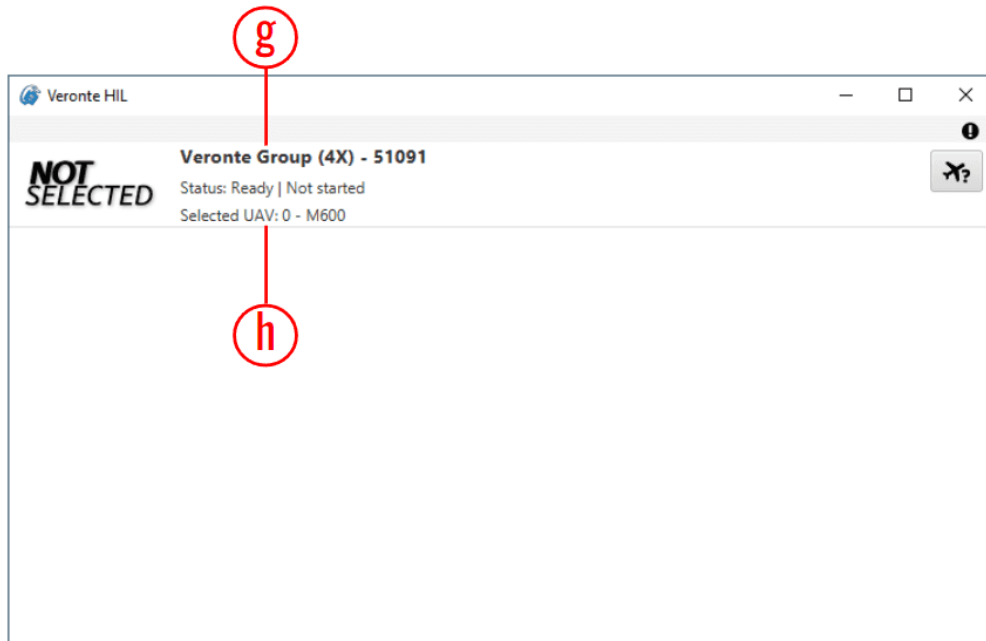 g
Veronte HIL
NOT
SELECTED
Veronte Group (4X) - 51091
Status: Ready | Not started
Selected UAV: 0 - M600
?
h